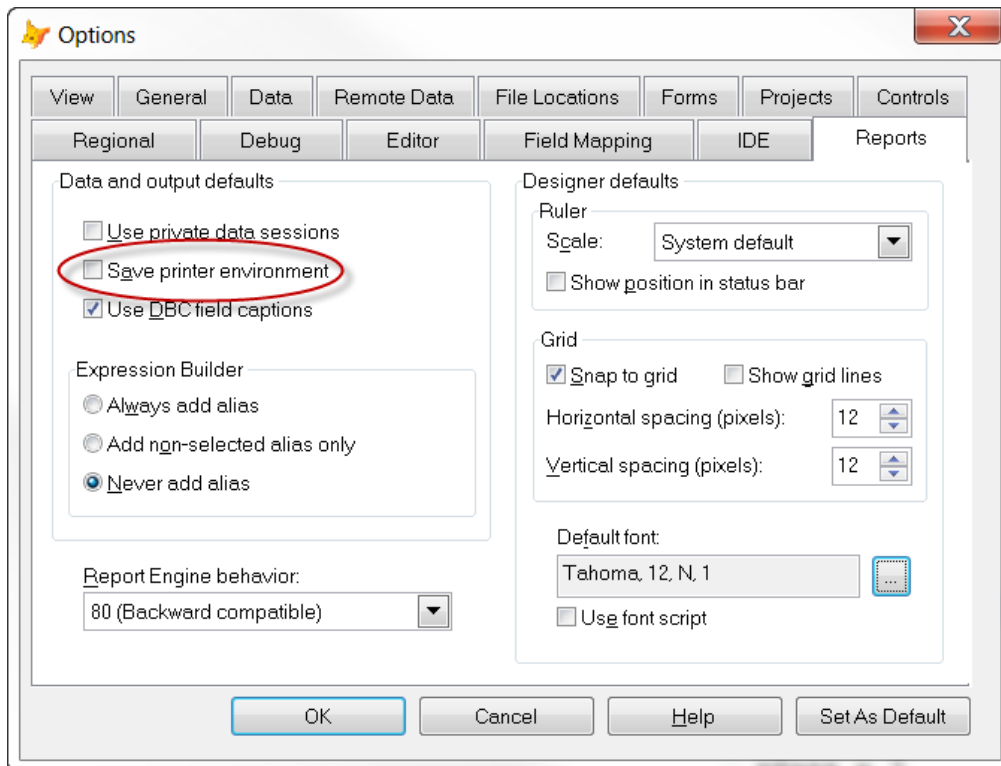 Options
View General Data Remote Data File Locations Forms Projects Controls
Regional Debug Editor Field Mapping IDE Reports
Data and output defaults
Use private data sessions
Save printer environment
Use DBC field captions
Expression Builder
Always add alias
Add non-selected alias only
Never add alias
Report Engine behavior:
80 (Backward compatible)
Designer defaults
Ruler
Scale: System default
Show position in status bar
Grid
Snap to grid Show grid lines
Horizontal spacing (pixels): 12
Vertical spacing (pixels): 12
Default font:
Tahoma, 12, N, 1
...
Use font script
OK Cancel Help Set As Default